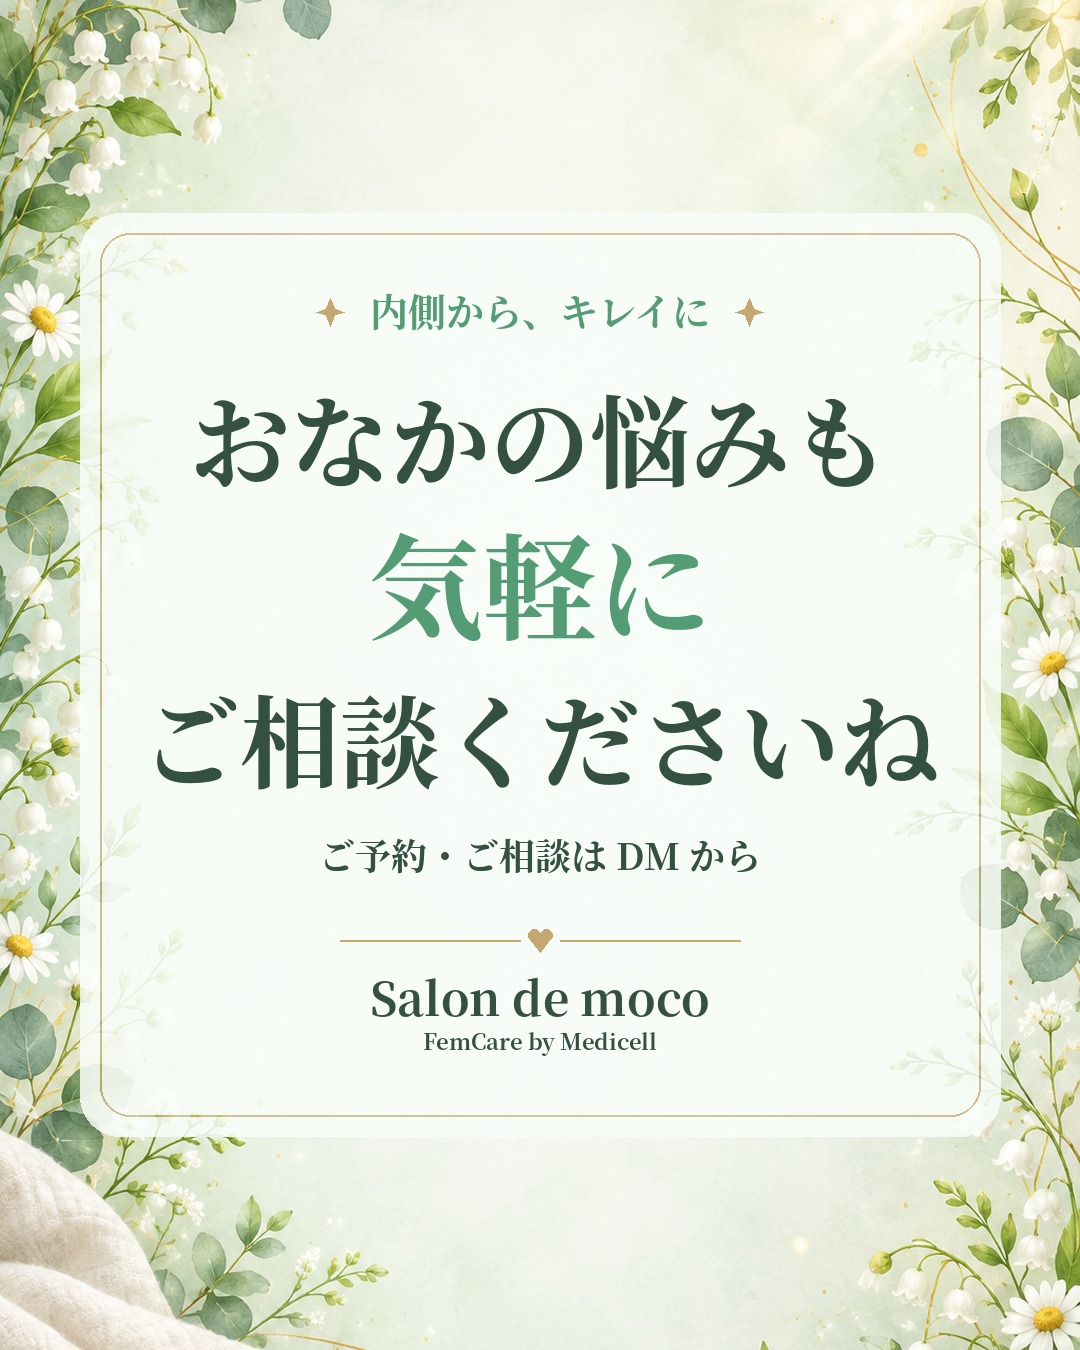 内側から、キレイに
おなかの悩みも
気軽に
ご相談くださいね
ご予約・ご相談は DM から
Salon de moco
FemCare by Medicell